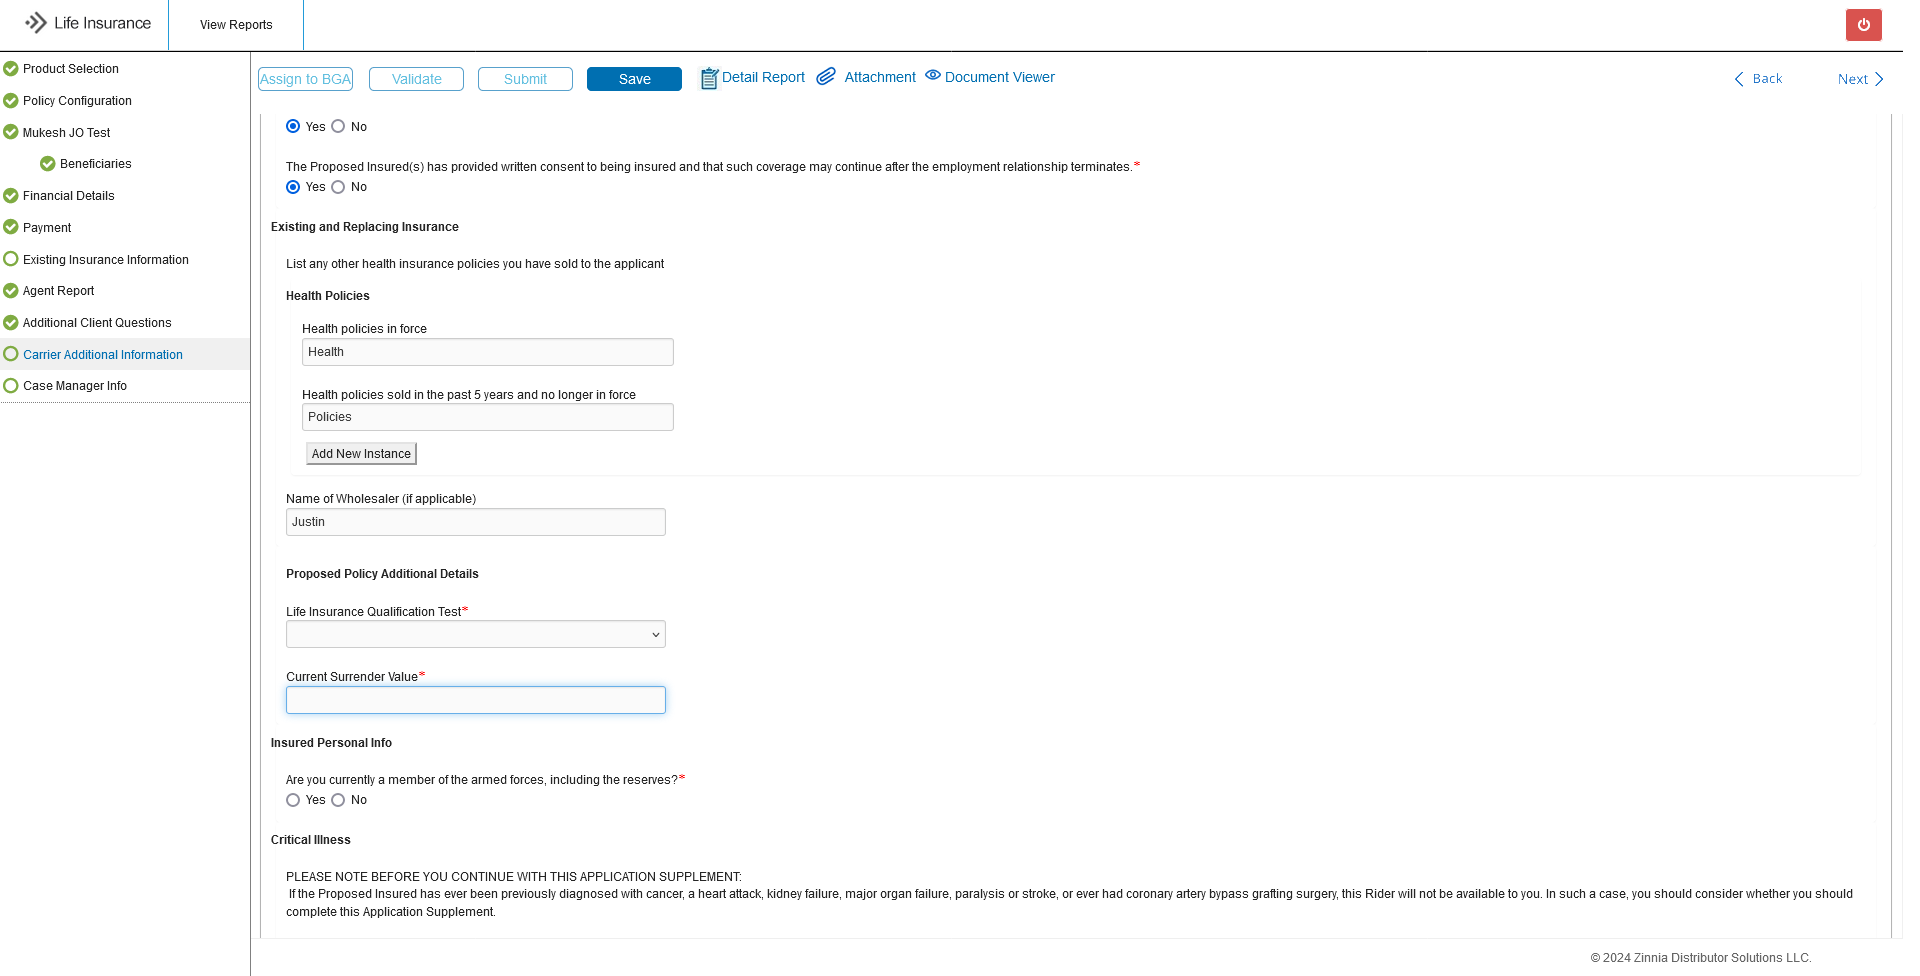 Life Insurance
View Reports
Product Selection
Policy Configuration
Mukesh JO Test
Beneficiaries
Financial Details
Payment
Existing Insurance Information
Agent Report
Additional Client Questions
Carrier Additional Information
Case Manager Info
Assign to BGA Validate Submit Save Detail Report Attachment Document Viewer Back Next
Yes No
The Proposed Insured(s) has provided written consent to being insured and that such coverage may continue after the employment relationship terminates.*
Yes No
Existing and Replacing Insurance
List any other health insurance policies you have sold to the applicant
Health Policies
Health policies in force
Health
Health policies sold in the past 5 years and no longer in force
Policies
Add New Instance
Name of Wholesaler (if applicable)
Justin
Proposed Policy Additional Details
Life Insurance Qualification Test*
Current Surrender Value*
Insured Personal Info
Are you currently a member of the armed forces, including the reserves?*
Yes No
Critical Illness
PLEASE NOTE BEFORE YOU CONTINUE WITH THIS APPLICATION SUPPLEMENT:
If the Proposed Insured has ever been previously diagnosed with cancer, a heart attack, kidney failure, major organ failure, paralysis or stroke, or ever had coronary artery bypass grafting surgery, this Rider will not be available to you. In such a case, you should consider whether you should
complete this Application Supplement.
© 2024 Zinnia Distributor Solutions LLC.